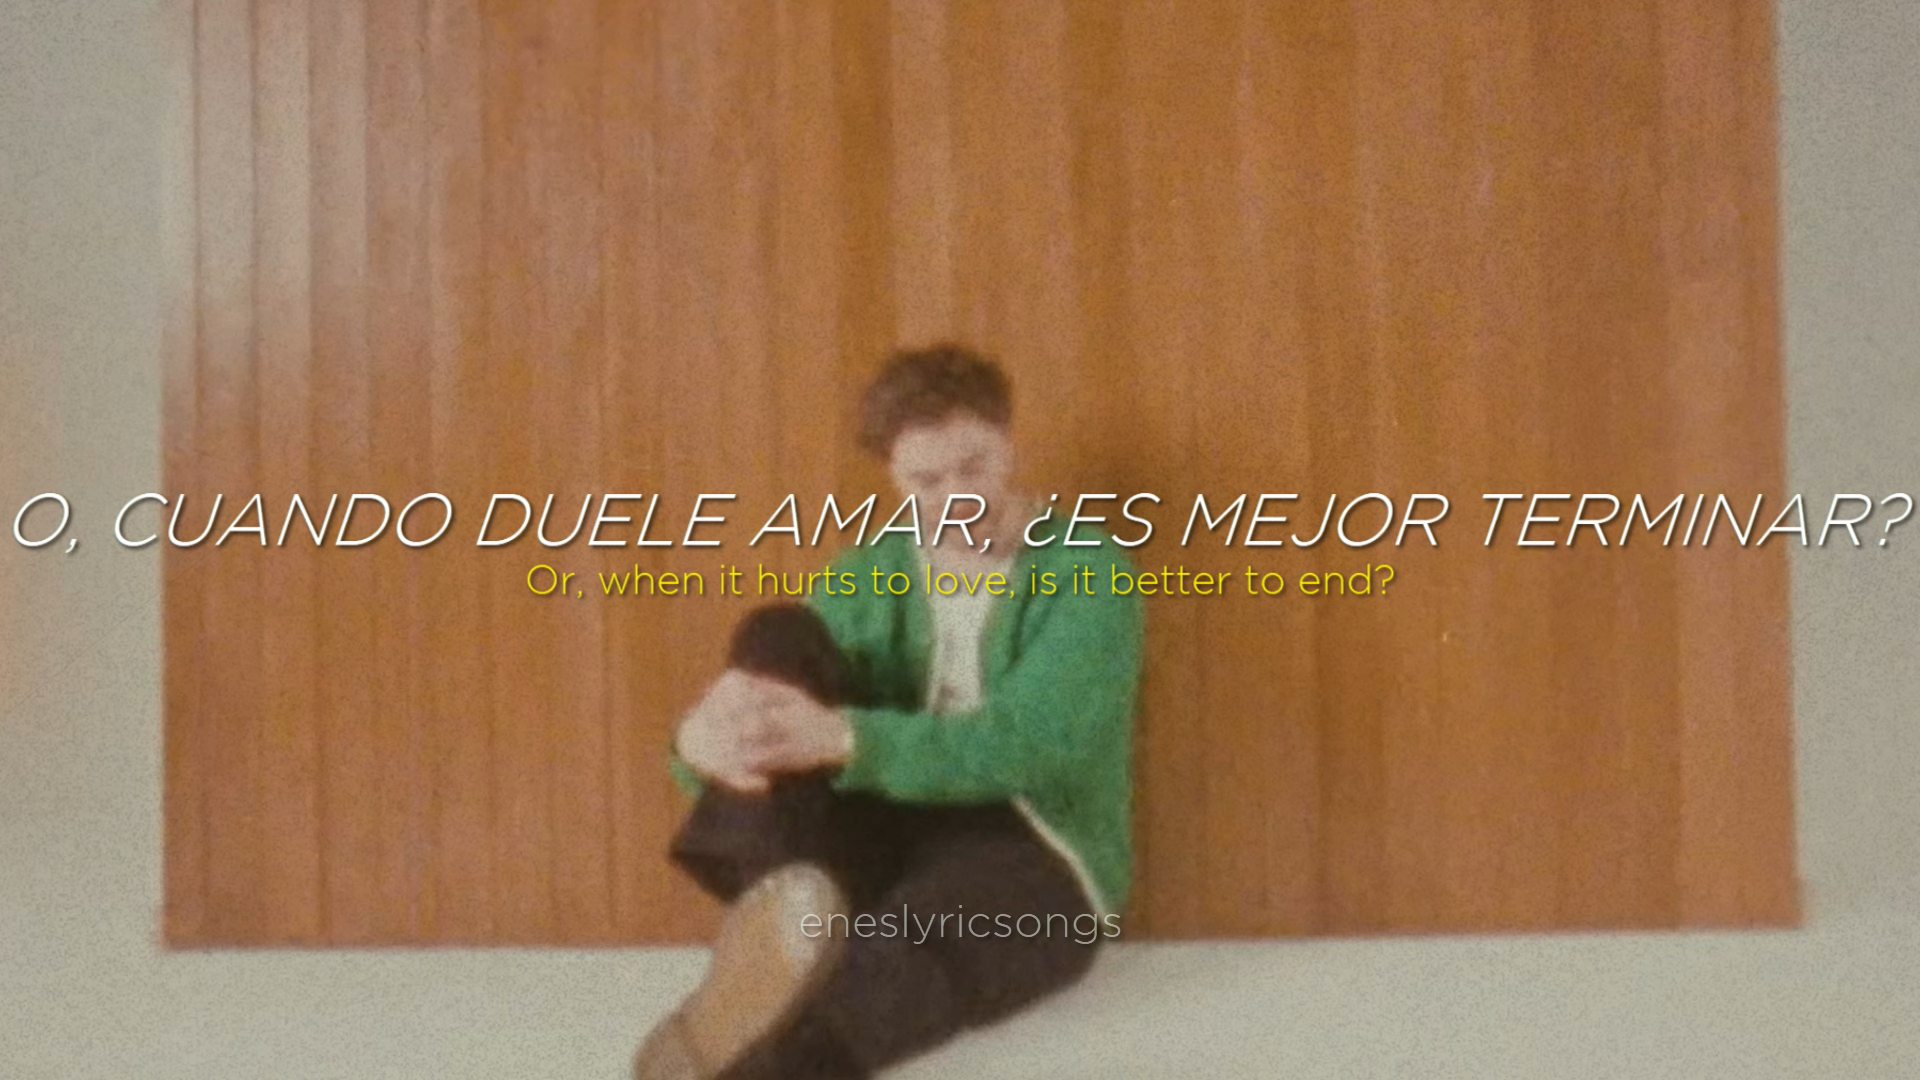 O, CUANDO DUELE AMAR, ¿ES MEJOR TERMINAR?
Or, when it hurts to love, is it better to end?
eneslyricsongs